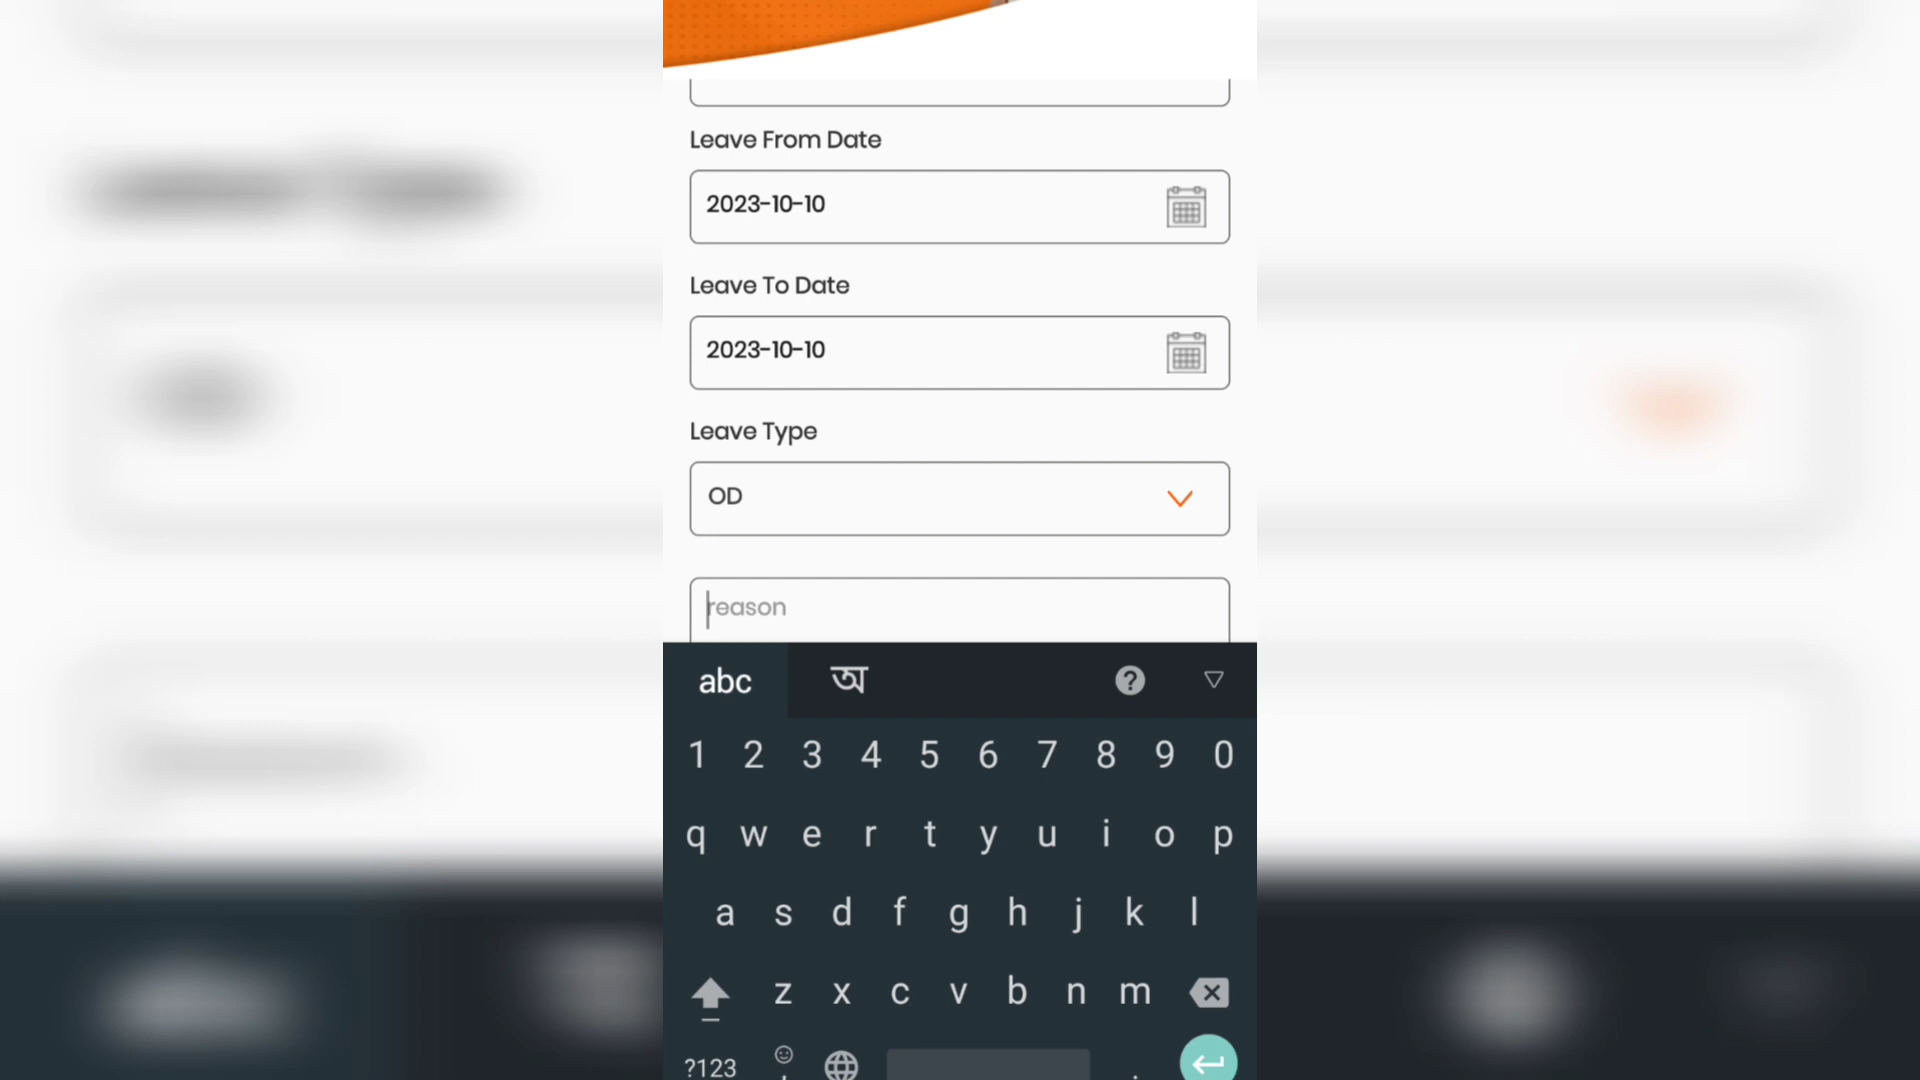 Leave From Date
2023-10-10
Leave To Date
2023-10-10
Leave Type
OD
reason
abc অ ?
1 2 3 4 5 6 7 8 9 0
q w e r t y u i o p
a s d f g h j k l
z x c v b n m
?123